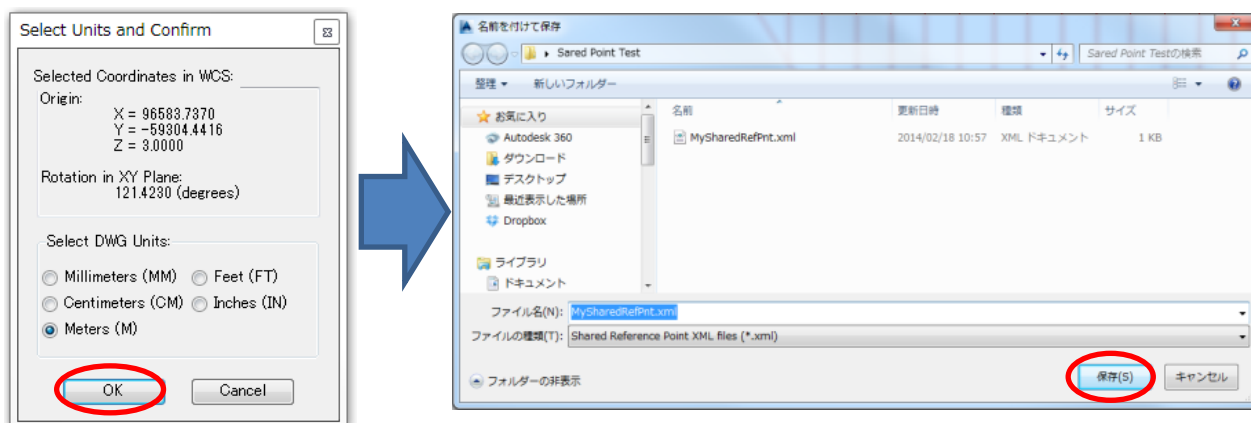 Select Units and Confirm
Selected Coordinates in WCS:
Origin:
X = 96583.7370
Y = -59304.4416
Z = 3.0000
Rotation in XY Plane:
121.4230 (degrees)
Select DWG Units:
Millimeters (MM) Feet (FT)
Centimeters (CM) Inches (IN)
Meters (M)
OK Cancel
名前を付けて保存
Sared Point Test
Sared Point Testの検索
整理 新しいフォルダー
お気に入り
Autodesk 360
ダウンロード
デスクトップ
最近表示した場所
Dropbox
ライブラリ
ドキュメント
名前 更新日時 種類 サイズ
MySharedRefPnt.xml 2014/02/18 10:57 XML ドキュメント 1 KB
ファイル名(N): MySharedRefPnt.xml
ファイルの種類(T): Shared Reference Point XML files (*.xml)
フォルダーの非表示
保存(S) キャンセル